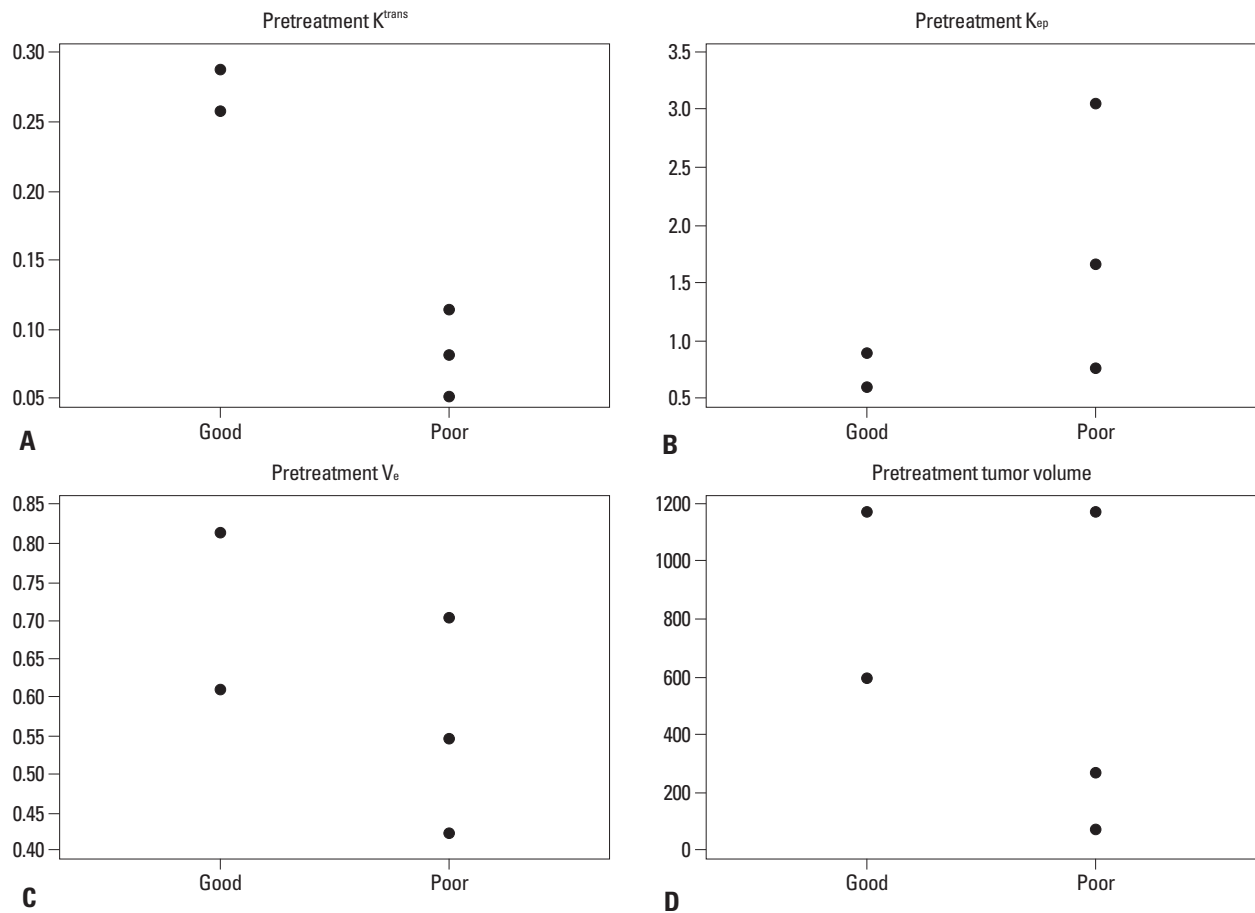 Pretreatment Ktrans
0.30
0.25
0.20
0.15
0.10
0.05
Good Poor
A
Pretreatment Kep
3.5
3.0
2.5
2.0
1.5
1.0
0.5
Good Poor
B
Pretreatment Ve
0.85
0.80
0.75
0.70
0.65
0.60
0.55
0.50
0.45
0.40
Good Poor
C
Pretreatment tumor volume
1200
1000
800
600
400
200
0
Good Poor
D